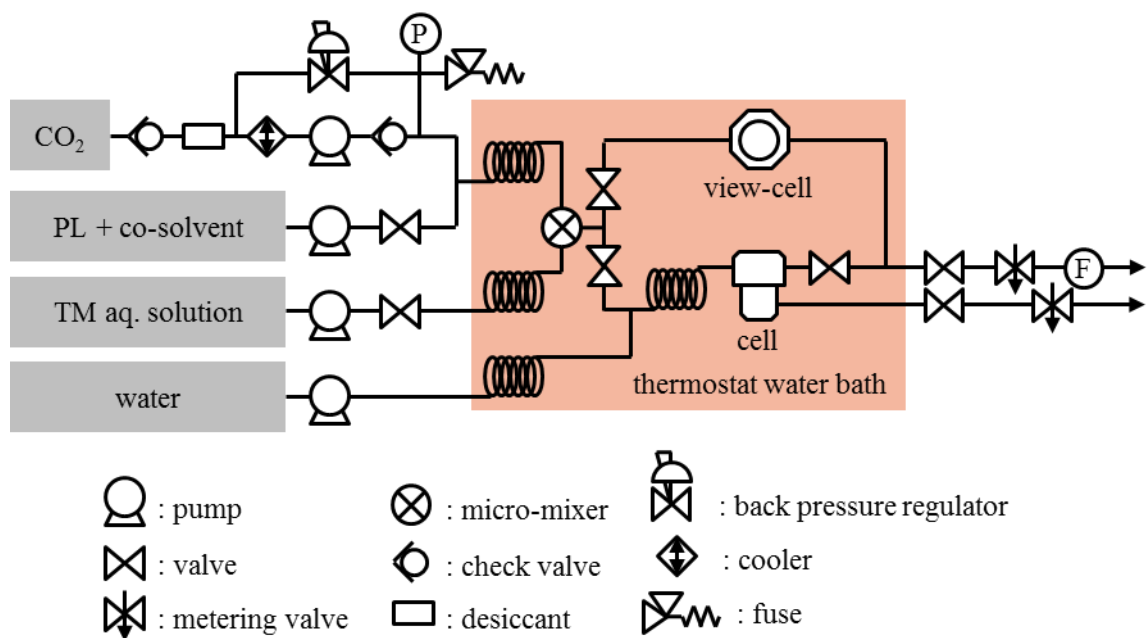 P
CO2
PL + co-solvent
TM aq. solution
water
view-cell
cell
F
thermostat water bath
: pump
: micro-mixer
: back pressure regulator
: valve
: check valve
: cooler
: metering valve
: desiccant
: fuse